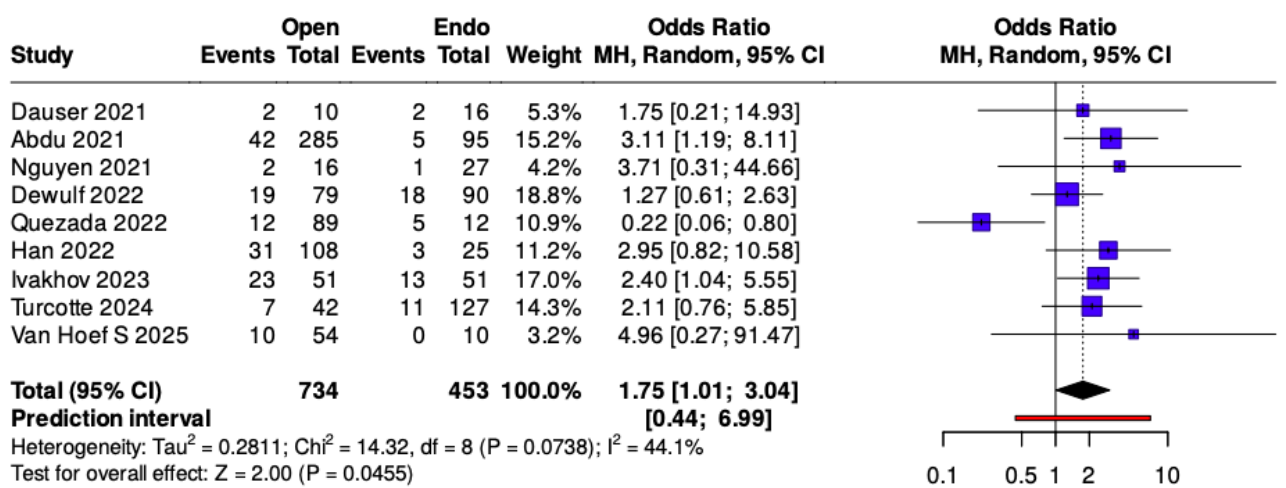 Open Endo Odds Ratio Odds Ratio
Study Events Total Events Total Weight MH, Random, 95% CI MH, Random, 95% CI
Dauser 2021 2 10 2 16 5.3% 1.75 [0.21; 14.93]
Abdu 2021 42 285 5 95 15.2% 3.11 [1.19; 8.11]
Nguyen 2021 2 16 1 27 4.2% 3.71 [0.31; 44.66]
Dewulf 2022 19 79 18 90 18.8% 1.27 [0.61; 2.63]
Quezada 2022 12 89 5 12 10.9% 0.22 [0.06; 0.80]
Han 2022 31 108 3 25 11.2% 2.95 [0.82; 10.58]
Ivakhov 2023 23 51 13 51 17.0% 2.40 [1.04; 5.55]
Turcotte 2024 7 42 11 127 14.3% 2.11 [0.76; 5.85]
Van Hoef S 2025 10 54 0 10 3.2% 4.96 [0.27; 91.47]
Total (95% CI) 734 453 100.0% 1.75 [1.01; 3.04]
Prediction interval [0.44; 6.99]
Heterogeneity: Tau² = 0.2811; Chi² = 14.32, df = 8 (P = 0.0738); I² = 44.1%
Test for overall effect: Z = 2.00 (P = 0.0455)
0.1 0.5 1 2 10